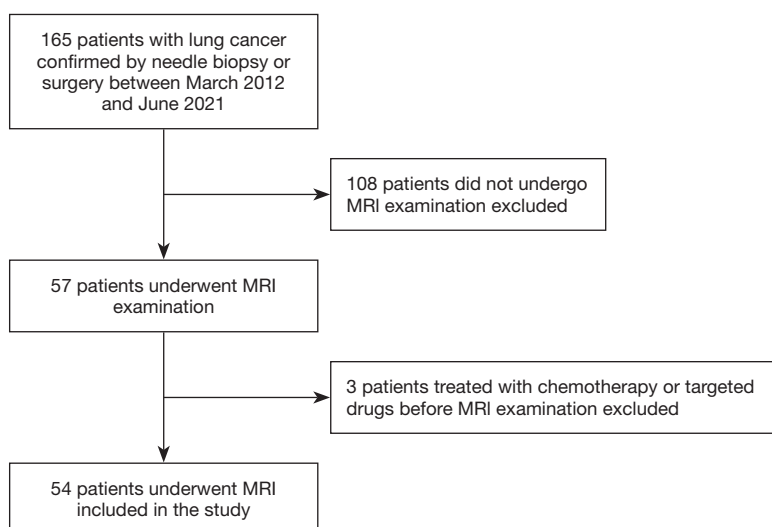 165 patients with lung cancer
confirmed by needle biopsy or
surgery between March 2012
and June 2021
108 patients did not undergo
MRI examination excluded
57 patients underwent MRI
examination
3 patients treated with chemotherapy or targeted
drugs before MRI examination excluded
54 patients underwent MRI
included in the study